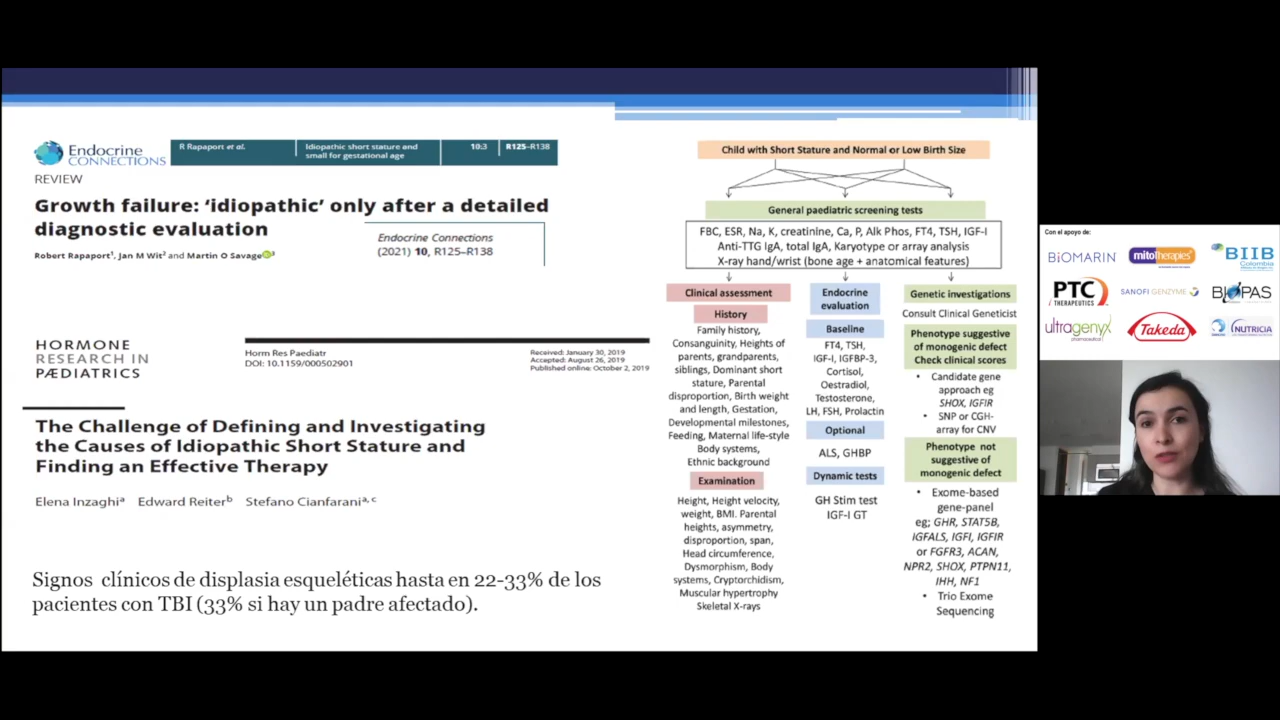 Endocrine
CONNECTIONS
R Rapaport et al.
Idiopathic short stature and
small for gestational age
10:3
R125–R138
REVIEW
Growth failure: 'idiopathic' only after a detailed
diagnostic evaluation
Endocrine Connections
(2021) 10, R125–R138
Robert Rapaport¹, Jan M Wit² and Martin O Savage³
HORMONE
RESEARCH IN
PÆDIATRICS
Horm Res Paediatr
DOI: 10.1159/000502901
Received: January 30, 2019
Accepted: August 26, 2019
Published online: October 2, 2019
The Challenge of Defining and Investigating
the Causes of Idiopathic Short Stature and
Finding an Effective Therapy
Elena Inzaghiᵃ Edward Reiterᵇ Stefano Cianfaraniᵃ,ᶜ
Signos clínicos de displasia esqueléticas hasta en 22-33% de los
pacientes con TBI (33% si hay un padre afectado).
Child with Short Stature and Normal or Low Birth Size
General paediatric screening tests
FBC, ESR, Na, K, creatinine, Ca, P, Alk Phos, FT4, TSH, IGF-I
Anti-TTG IgA, total IgA, Karyotype or array analysis
X-ray hand/wrist (bone age + anatomical features)
Clinical assessment
History
Family history,
Consanguinity, Heights of
parents, grandparents,
siblings, Dominant short
stature, Parental
disproportion, Birth weight
and length, Gestation,
Developmental milestones,
Feeding, Maternal life-style
Body systems,
Ethnic background
Examination
Height, Height velocity,
weight, BMI. Parental
heights, asymmetry,
disproportion, span,
Head circumference,
Dysmorphism, Body
systems, Cryptorchidism,
Muscular hypertrophy
Skeletal X-rays
Endocrine
evaluation
Baseline
FT4, TSH,
IGF-I, IGFBP-3,
Cortisol,
Oestradiol,
Testosterone,
LH, FSH, Prolactin
Optional
ALS, GHBP
Dynamic tests
GH Stim test
IGF-I GT
Genetic investigations
Consult Clinical Geneticist
Phenotype suggestive
of monogenic defect
Check clinical scores
• Candidate gene
approach eg
SHOX, IGFIR
• SNP or CGH-
array for CNV
Phenotype not
suggestive of
monogenic defect
• Exome-based
gene-panel
eg; GHR, STAT5B,
IGFALS, IGFI, IGFIR
or FGFR3, ACAN,
NPR2, SHOX, PTPN11,
IHH, NF1
• Trio Exome
Sequencing
Con el apoyo de:
BIOMARIN
mitoTherapies
BIIB
Colombia
PTC
THERAPEUTICS
SANOFI GENZYME
BIOPAS
ultragenyx
pharmaceutical
Takeda
NUTRICIA